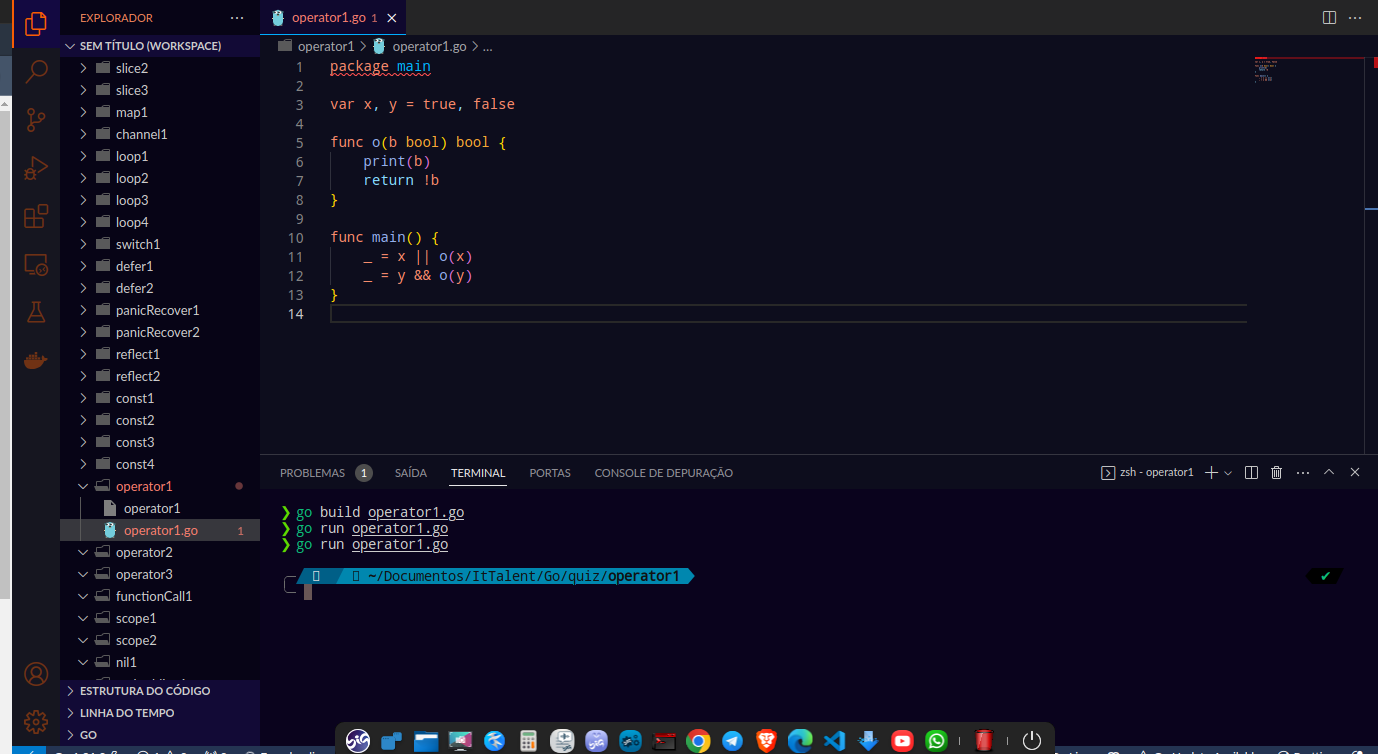 EXPLORADOR
SEM TÍTULO (WORKSPACE)
slice2
slice3
map1
channel1
loop1
loop2
loop3
loop4
switch1
defer1
defer2
panicRecover1
panicRecover2
reflect1
reflect2
const1
const2
const3
const4
operator1
operator1
operator1.go 1
operator2
operator3
functionCall1
scope1
scope2
nil1
ESTRUTURA DO CÓDIGO
LINHA DO TEMPO
GO
operator1.go 1
operator1 > operator1.go > ...
1 package main
2
3 var x, y = true, false
4
5 func o(b bool) bool {
6 print(b)
7 return !b
8 }
9
10 func main() {
11 _ = x || o(x)
12 _ = y && o(y)
13 }
14
PROBLEMAS 1 SAÍDA TERMINAL PORTAS CONSOLE DE DEPURAÇÃO
zsh - operator1
❯ go build operator1.go
❯ go run operator1.go
❯ go run operator1.go
~/Documentos/ItTalent/Go/quiz/operator1 ✔